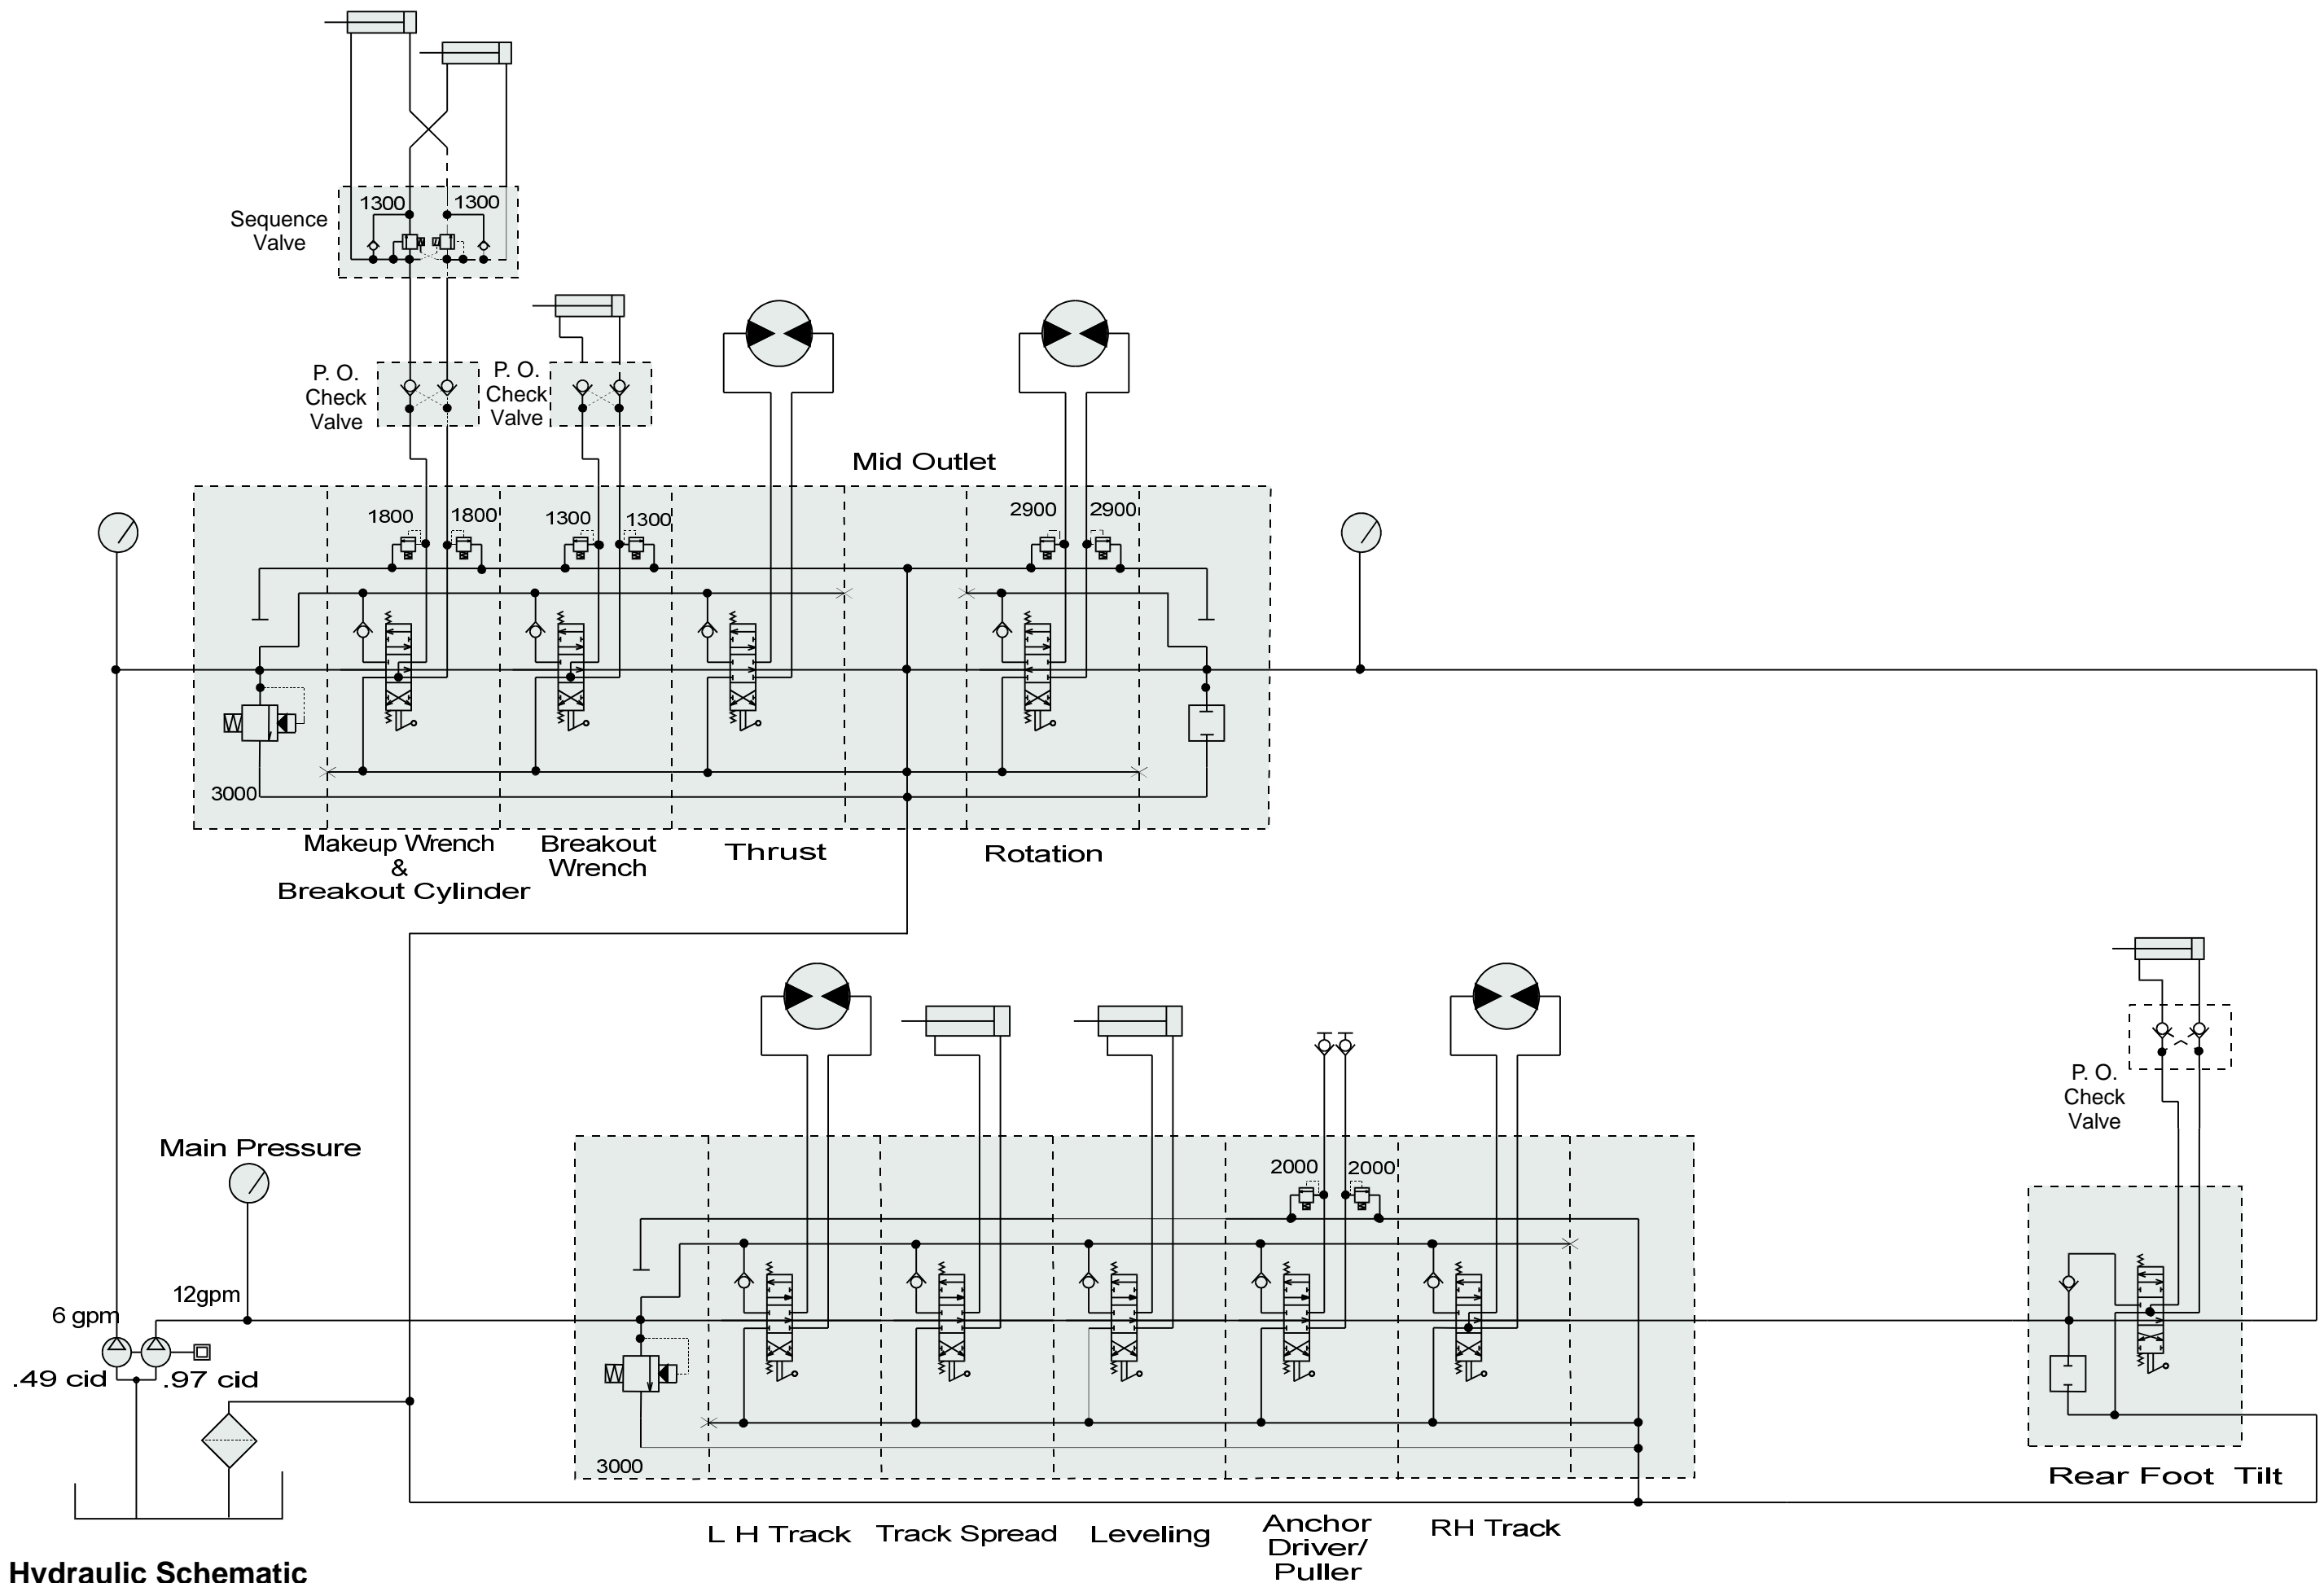 1300
1300
Sequence
Valve
P. O.
Check
Valve
P. O.
Check
Valve
Mid Outlet
1800
1800
1300
1300
2900
2900
3000
Makeup Wrench
&
Breakout Cylinder
Breakout
Wrench
Thrust
Rotation
P. O.
Check
Valve
Main Pressure
2000
2000
12gpm
6 gpm
.49 cid
.97 cid
3000
Rear Foot Tilt
L H Track
Track Spread
Leveling
Anchor
Driver/
Puller
RH Track
Hydraulic Schematic